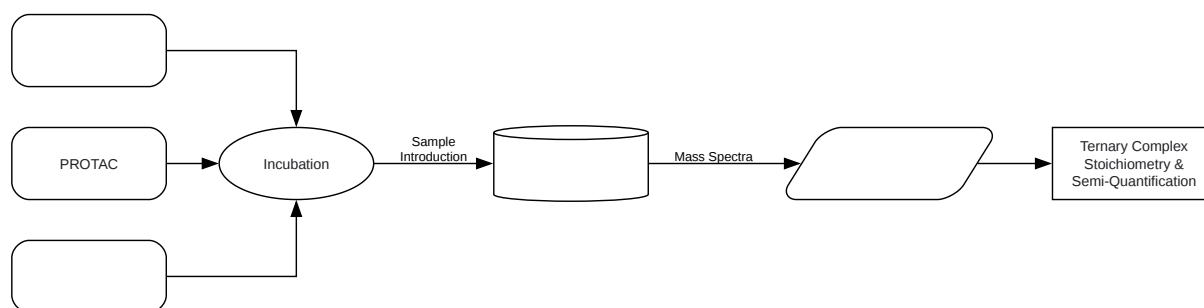 PROTAC
Incubation
Sample
Introduction
Mass Spectra
Ternary Complex
Stoichiometry &
Semi-Quantification